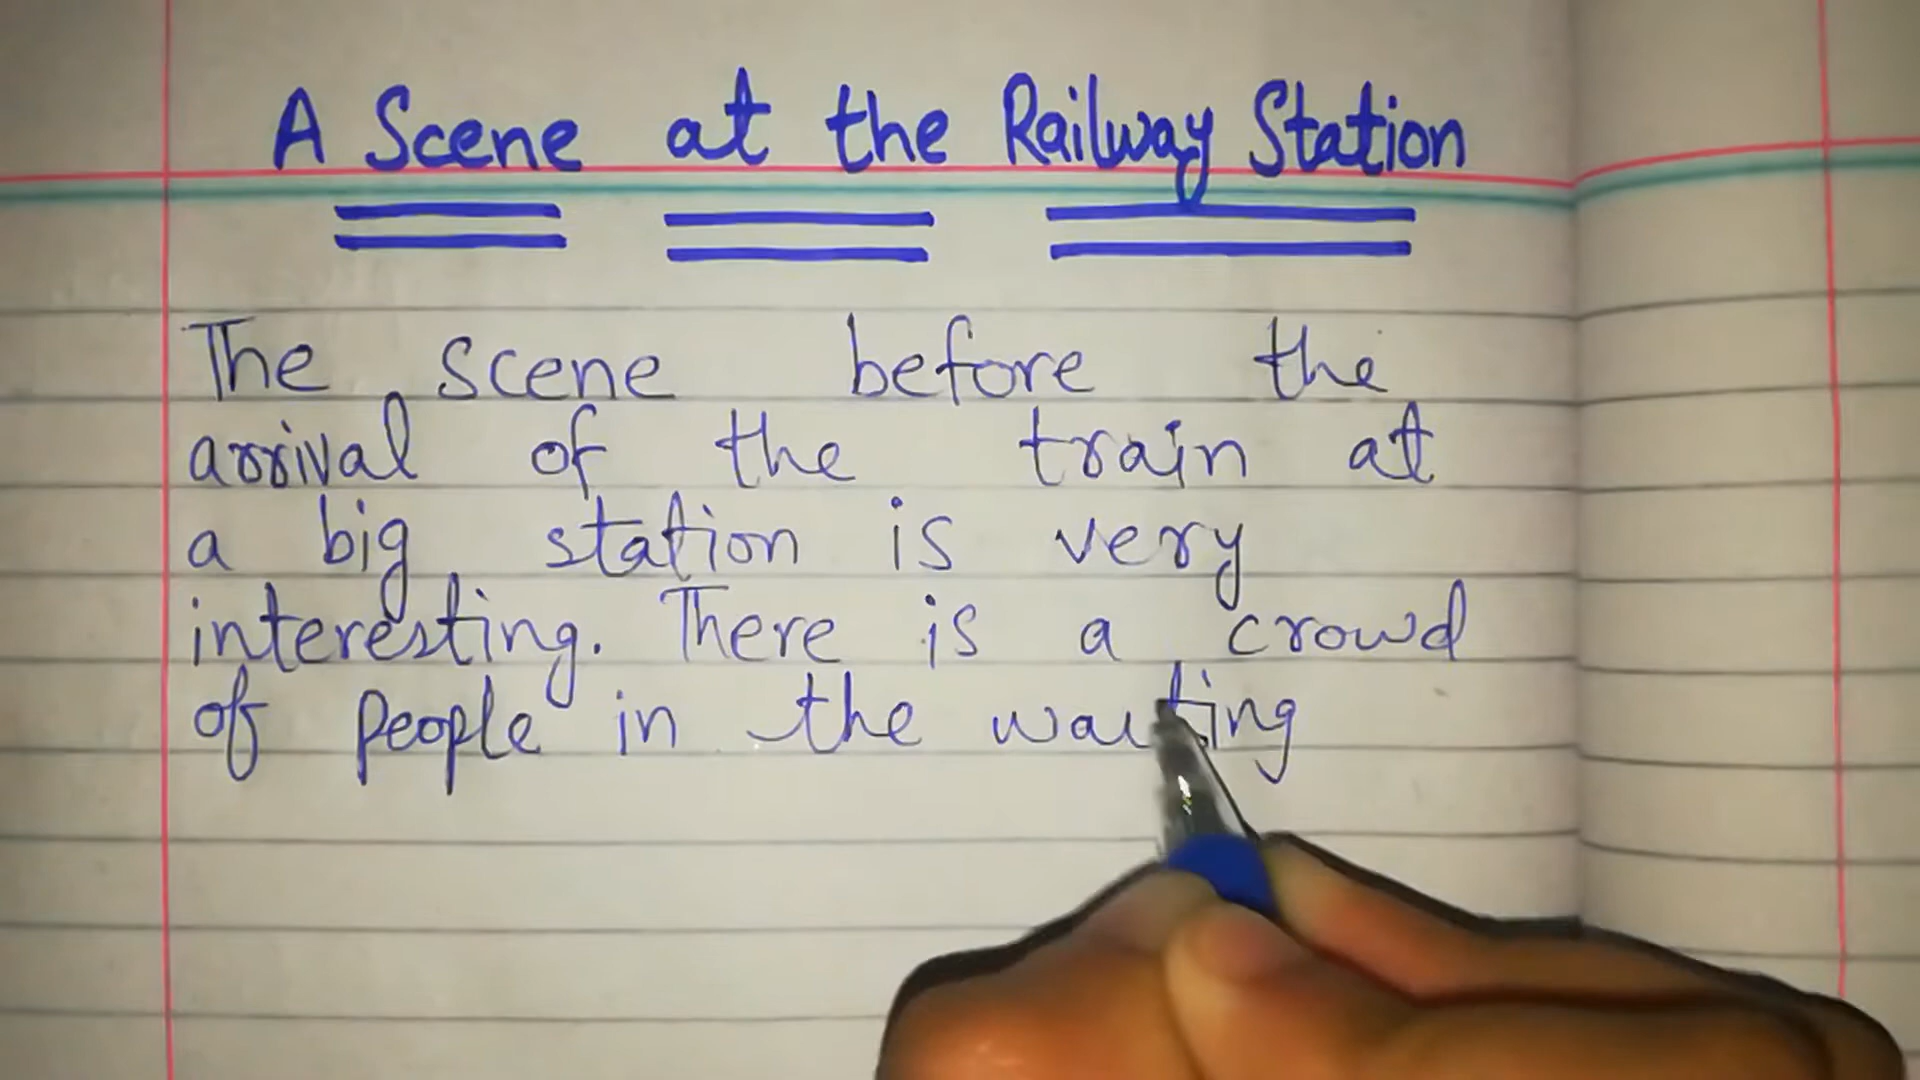 A Scene at the Railway Station
The scene before the
arrival of the train at
a big station is very
interesting. There is a crowd
of people in the waiting